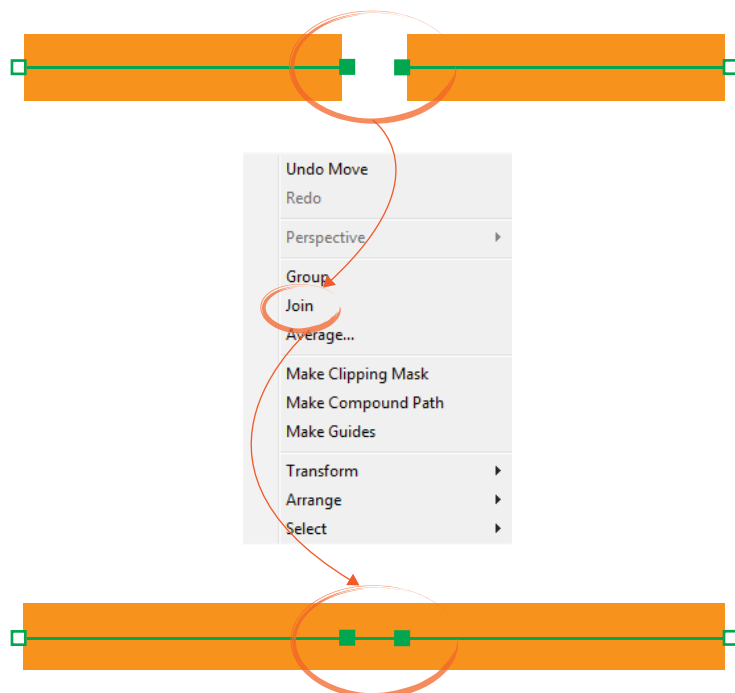 Undo Move
Redo
Perspective
Group
Join
Average...
Make Clipping Mask
Make Compound Path
Make Guides
Transform
Arrange
Select